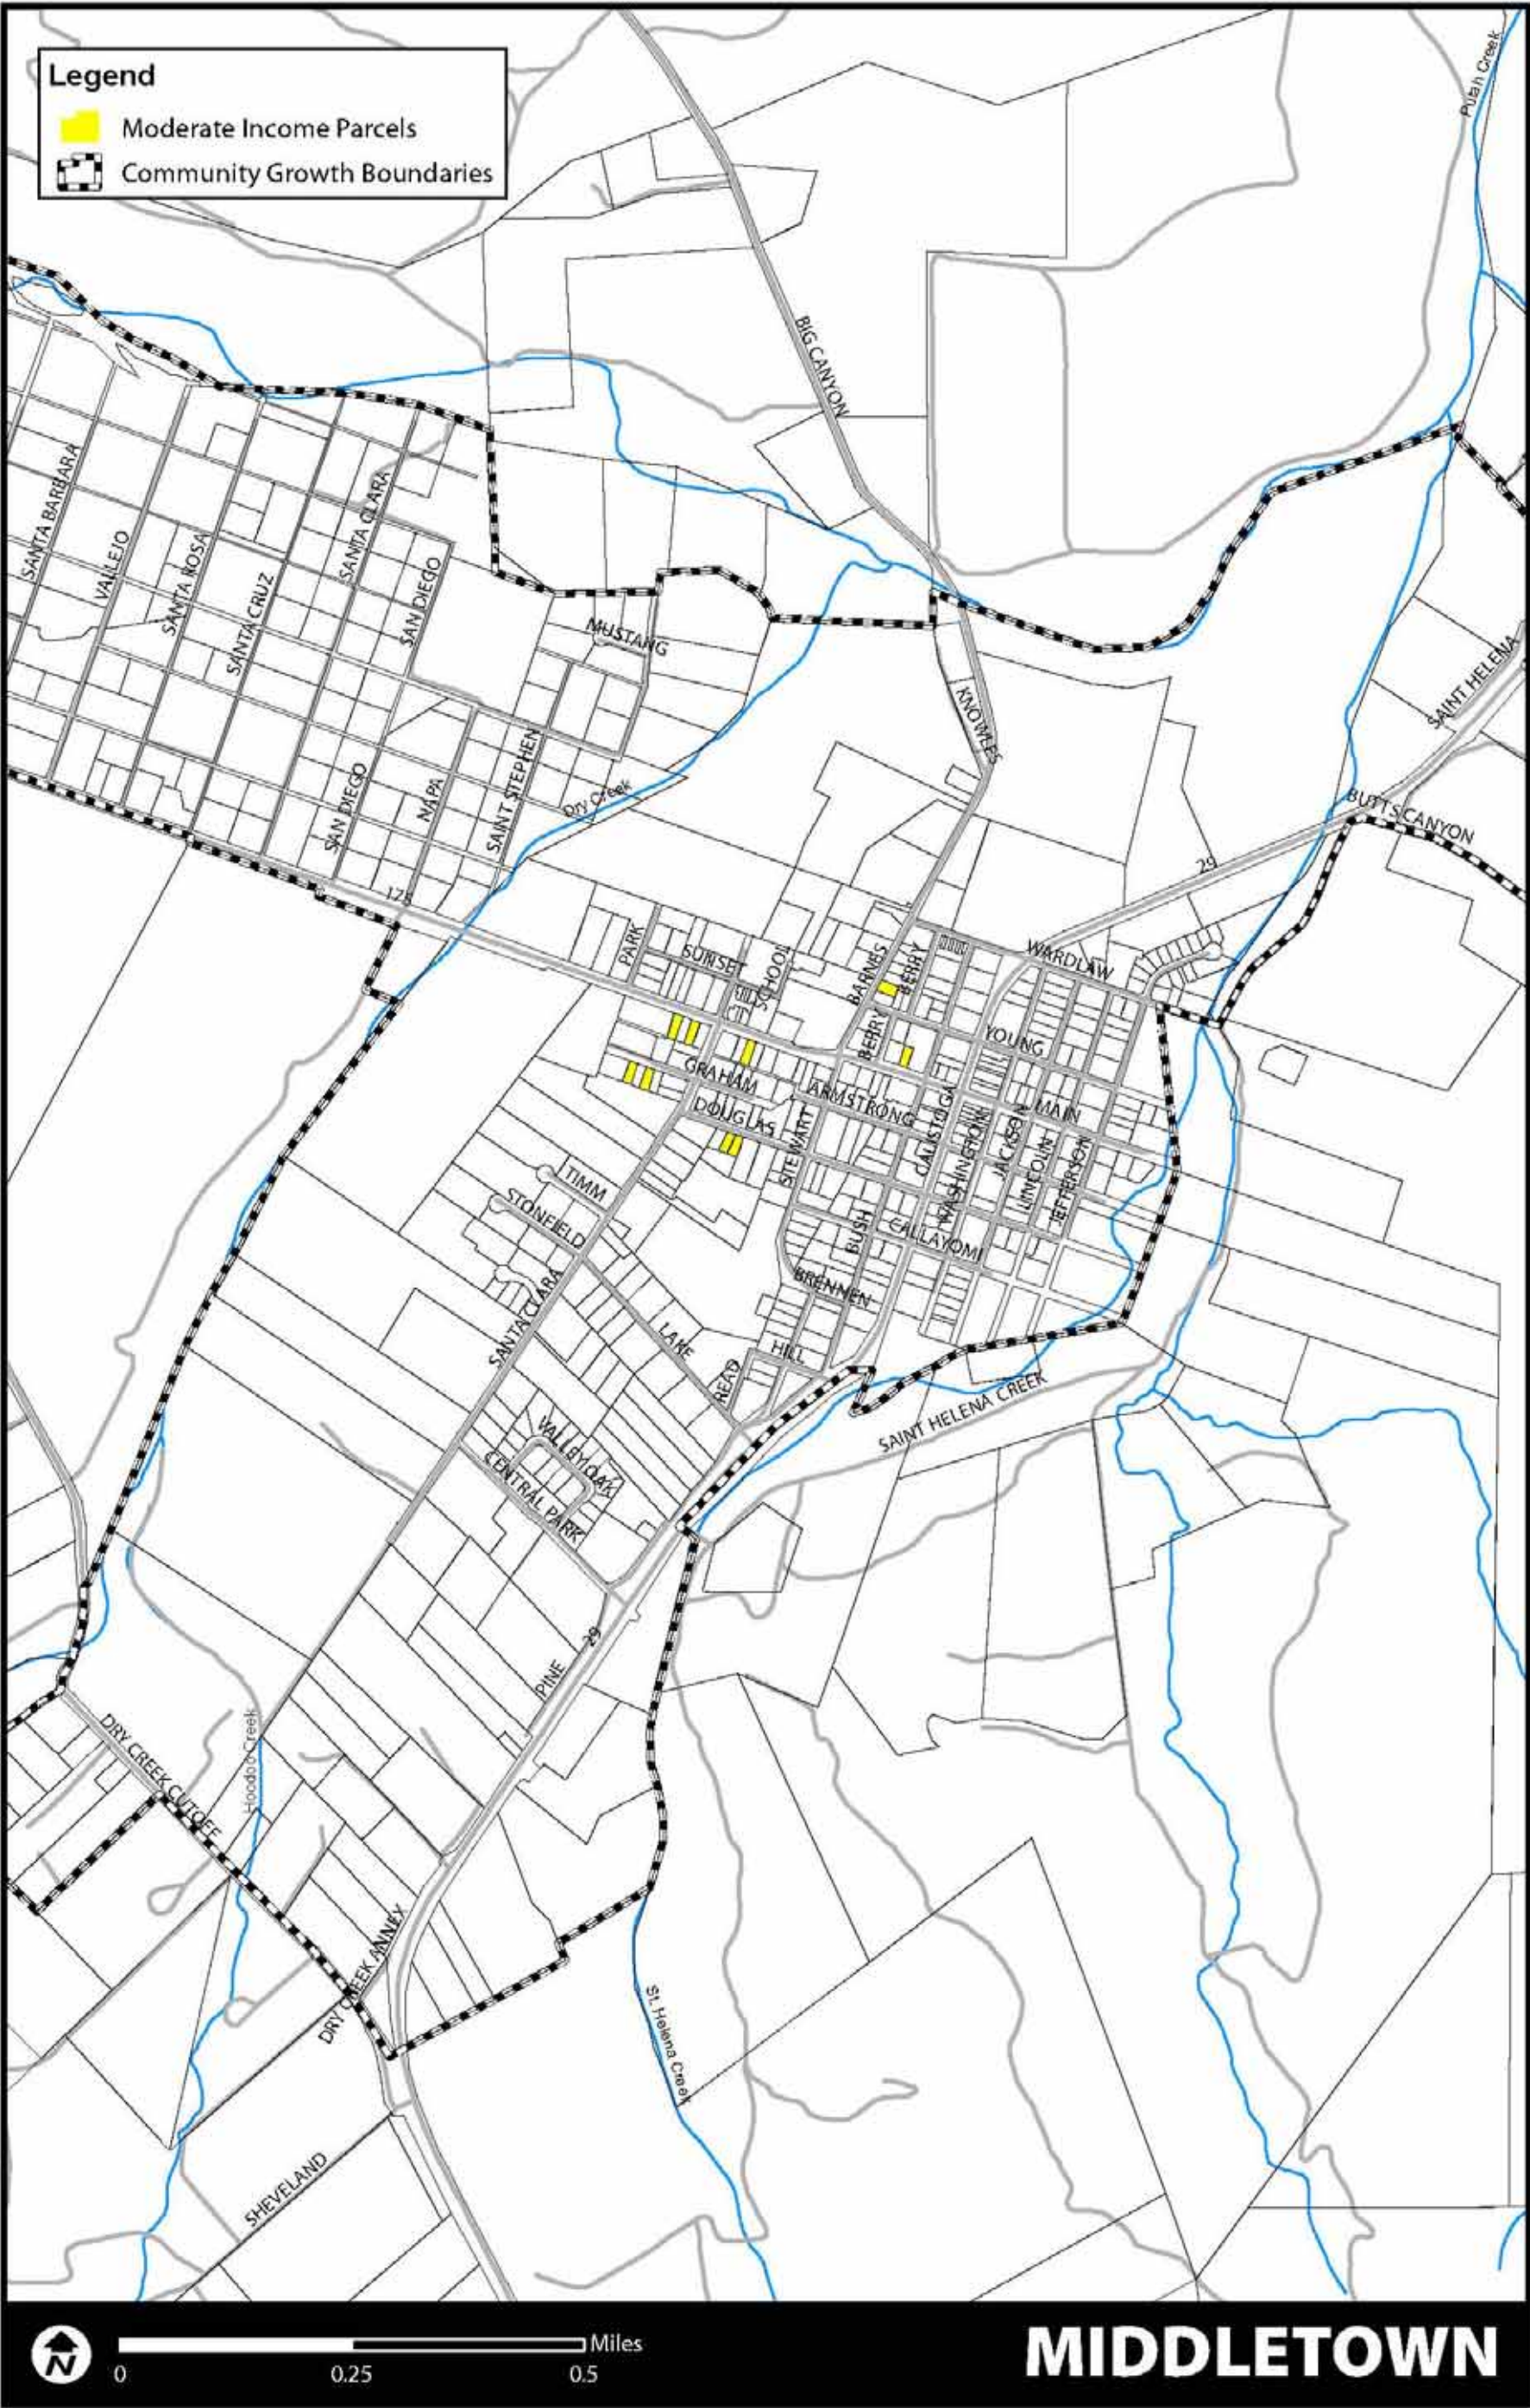 Legend
Moderate Income Parcels
Community Growth Boundaries
Putah Creek
BIG CANYON
SANTA BARBARA
VALLEJO
SANTA ROSA
SANTA CRUZ
SANTA CLARA
SAN DIEGO
MUSTANG
SAINT HELENA
KNOWLES
SAN DIEGO
NAPA
SAINT STEPHEN
Dry Creek
BUTTS CANYON
29
175
PARK
SUNSET
SCHOOL
BARNES
BERRY
WARDLAW
BERRY
YOUNG
GRAHAM
ARMSTRONG
MAIN
DOUGLAS
STEWART
CALISTOGA
WASHINGTON
JACKSON
LINCOLN
JEFFERSON
TIMM
STONFIELD
BUSH
CALLAYOMI
BRENNEN
SANTA CLARA
LAKE
HILL
READ
SAINT HELENA CREEK
VALLEY OAK
CENTRAL PARK
29
PINE
DRY CREEK CUTOFF
Hoodoo Creek
DRY CREEK ANNEX
St. Helena Creek
SHEVELAND
N
Miles
0
0.25
0.5
MIDDLETOWN